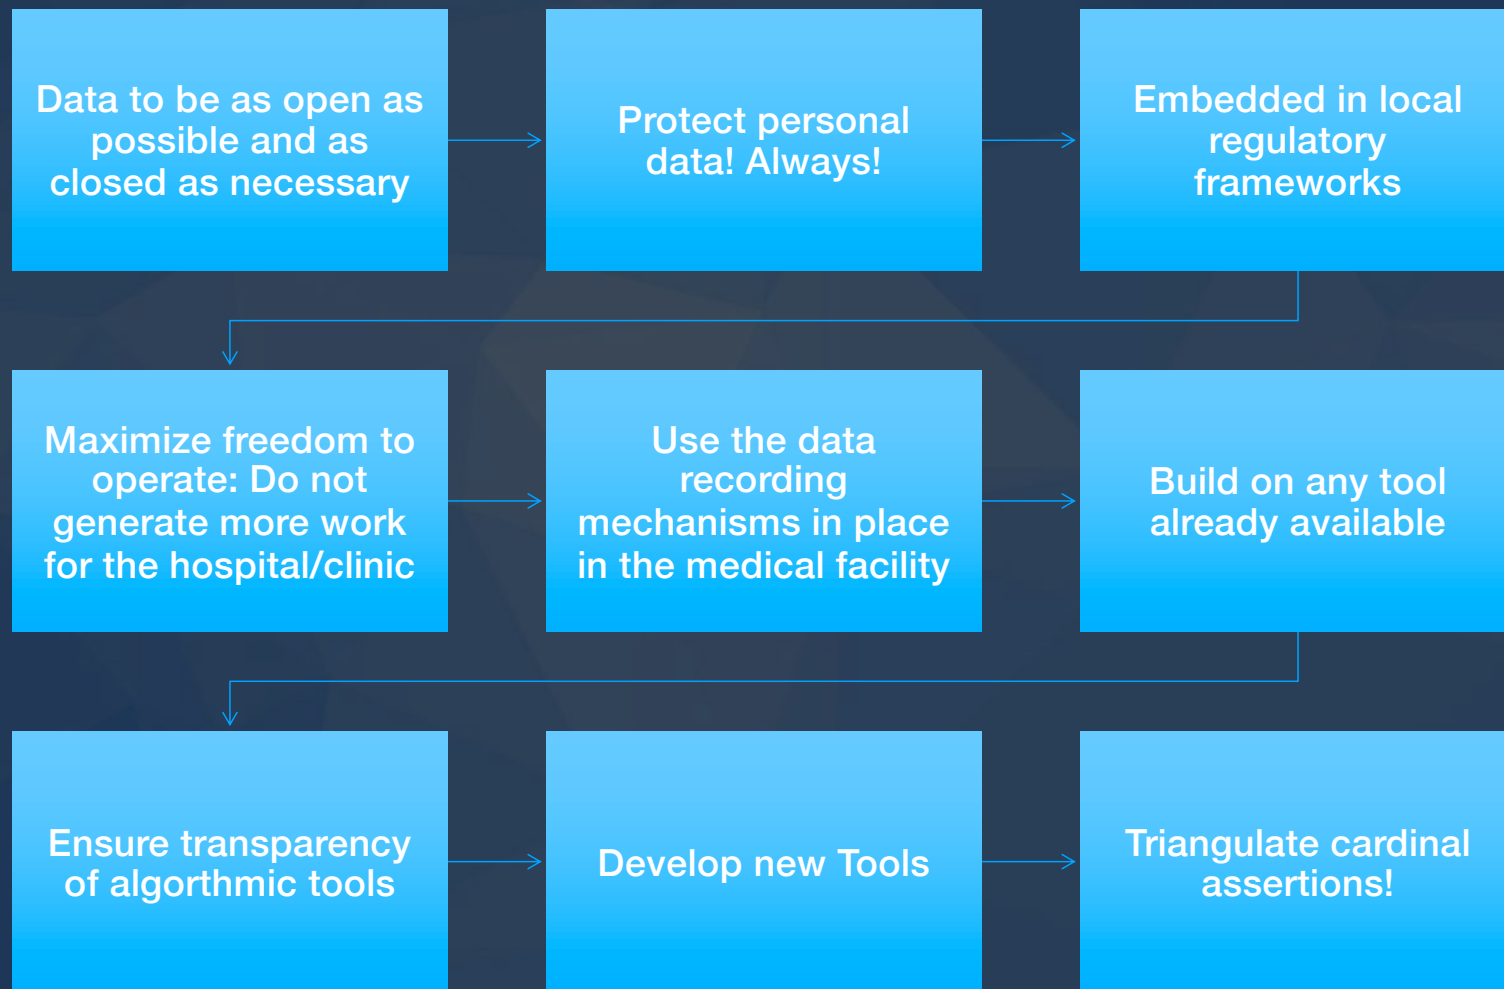 Data to be as open as
possible and as
closed as necessary
Protect personal
data! Always!
Embedded in local
regulatory
frameworks
Maximize freedom to
operate: Do not
generate more work
for the hospital/clinic
Use the data
recording
mechanisms in place
in the medical facility
Build on any tool
already available
Ensure transparency
of algorthmic tools
Develop new Tools
Triangulate cardinal
assertions!